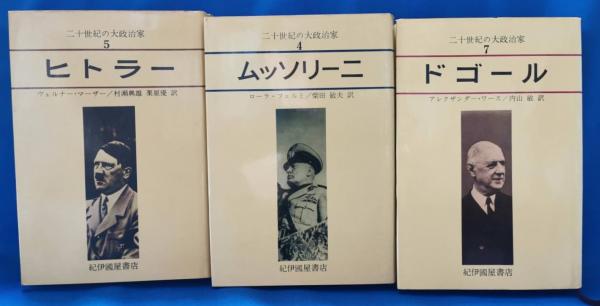 二十世紀の大政治家
5
ヒトラー
ヴェルナー・マーザー/村瀬興雄 栗原優 訳
紀伊國屋書店
二十世紀の大政治家
4
ムッソリーニ
ローラ・フェルミ/柴田敏夫 訳
紀伊國屋書店
二十世紀の大政治家
7
ドゴール
アレクサンダー・ワース/内山敏 訳
紀伊國屋書店